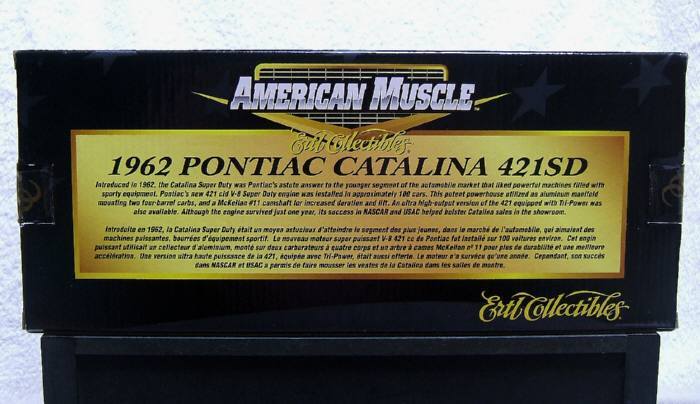 AMERICAN MUSCLE™
Ertl Collectibles®
1962 PONTIAC CATALINA 421SD
Introduced in 1962, the Catalina Super Duty was Pontiac's astute answer to the younger segment of the automobile market that liked powerful machines filled with
sporty equipment. Pontiac's new 421 cid V-8 Super Duty engine was installed in approximately 180 cars. This potent powerhouse utilized an aluminum manifold
mounting two four-barrel carbs, and a McKellan #11 camshaft for increased duration and lift. An ultra high-output version of the 421 equipped with Tri-Power was
also available. Although the engine survived just one year, its success in NASCAR and USAC helped bolster Catalina sales in the showroom.
Introduite en 1962, la Catalina Super Duty était un moyen astucieux d'atteindre le segment des plus jeunes, dans le marché de l'automobile, qui aimaient des
machines puissantes, bourrées d'équipement sportif. Le nouveau moteur super puissant V-8 421 cc de Pontiac fut installé sur 100 voitures environ. Cet engin
puissant utilisait un collecteur d'aluminium, monté sur deux carburateurs à quatre corps et un arbre à cames McKellan nº 11 pour plus de durabilité et une meilleure
accélération. Une version ultra haute puissance de la 421, équipée avec Tri-Power, était aussi offerte. Le moteur n'a survécu qu'une année. Cependant, son succès
dans NASCAR et USAC a permis de faire mousser les ventes de la Catalina dans les salles de montre.
Ertl Collectibles®